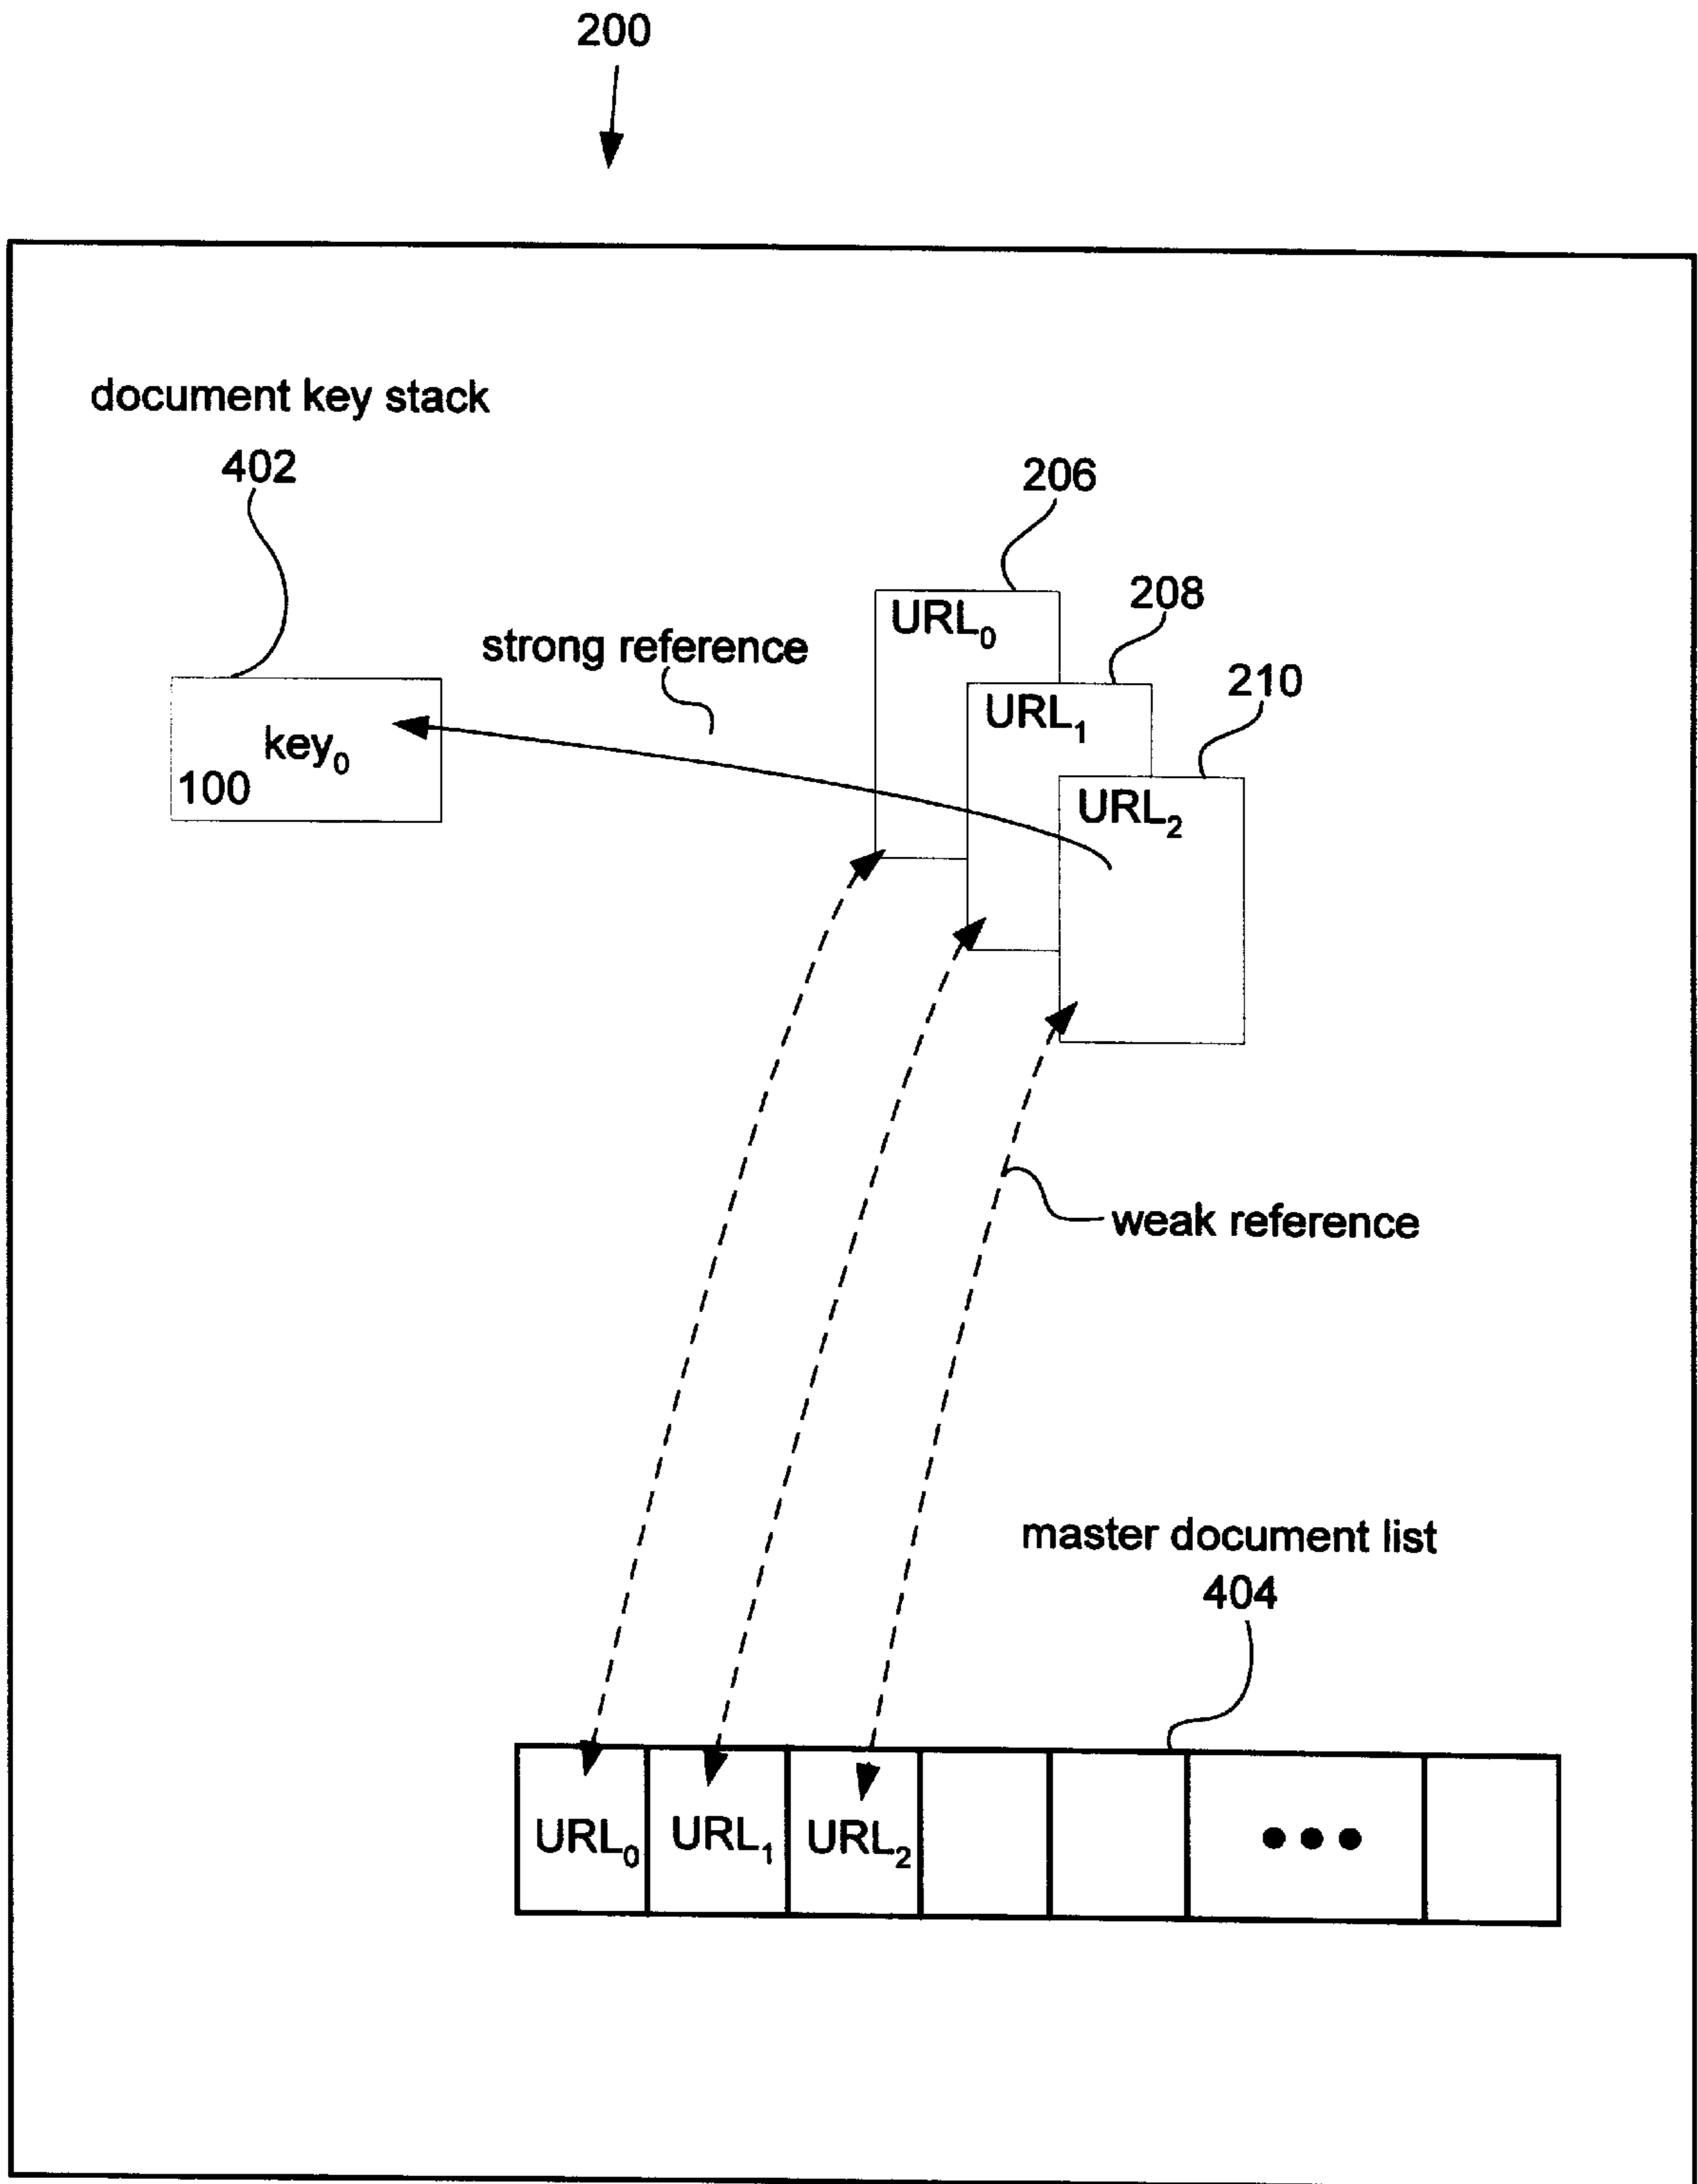 200
document key stack
402
206
208
URL₀
strong reference
210
URL₁
key₀
100
URL₂
weak reference
master document list
404
URL₀ URL₁ URL₂ •••